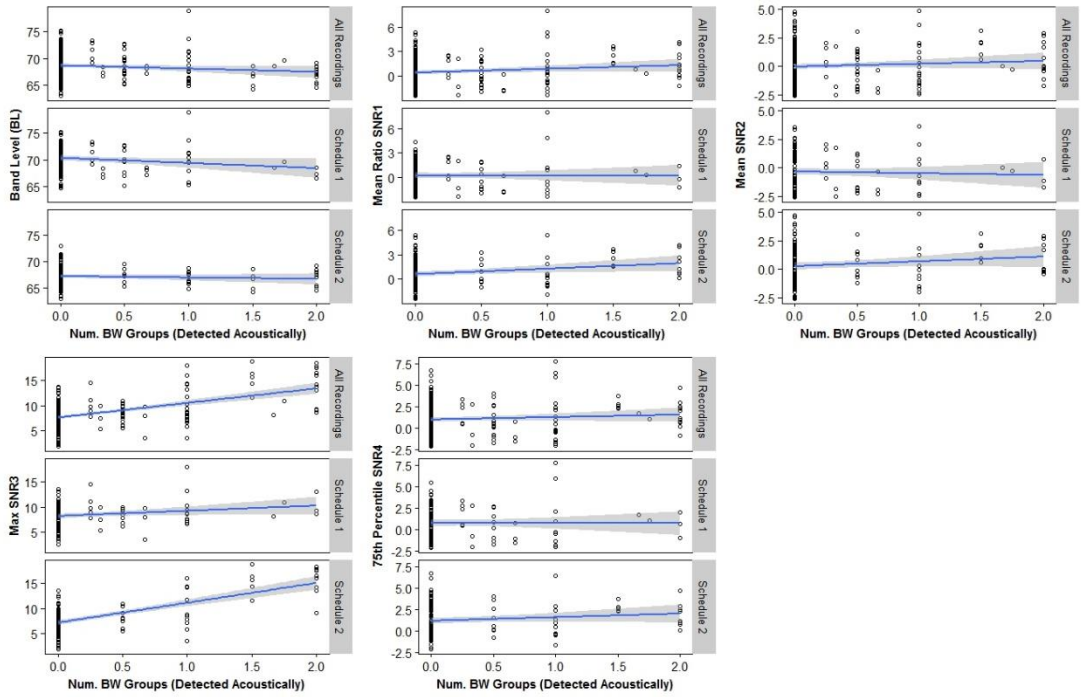 Band Level (BL)
75
70
65
All Recordings
75
70
65
Schedule 1
75
70
65
Schedule 2
0.0 0.5 1.0 1.5 2.0
Num. BW Groups (Detected Acoustically)
Mean Ratio SNR1
6
3
0
All Recordings
6
3
0
Schedule 1
6
3
0
Schedule 2
0.0 0.5 1.0 1.5 2.0
Num. BW Groups (Detected Acoustically)
Mean SNR2
5.0
2.5
0.0
-2.5
All Recordings
5.0
2.5
0.0
-2.5
Schedule 1
5.0
2.5
0.0
-2.5
Schedule 2
0.0 0.5 1.0 1.5 2.0
Num. BW Groups (Detected Acoustically)
Max SNR3
15
10
5
All Recordings
15
10
5
Schedule 1
15
10
5
Schedule 2
0.0 0.5 1.0 1.5 2.0
Num. BW Groups (Detected Acoustically)
75th Percentile SNR4
7.5
5.0
2.5
0.0
-2.5
All Recordings
7.5
5.0
2.5
0.0
-2.5
Schedule 1
7.5
5.0
2.5
0.0
-2.5
Schedule 2
0.0 0.5 1.0 1.5 2.0
Num. BW Groups (Detected Acoustically)